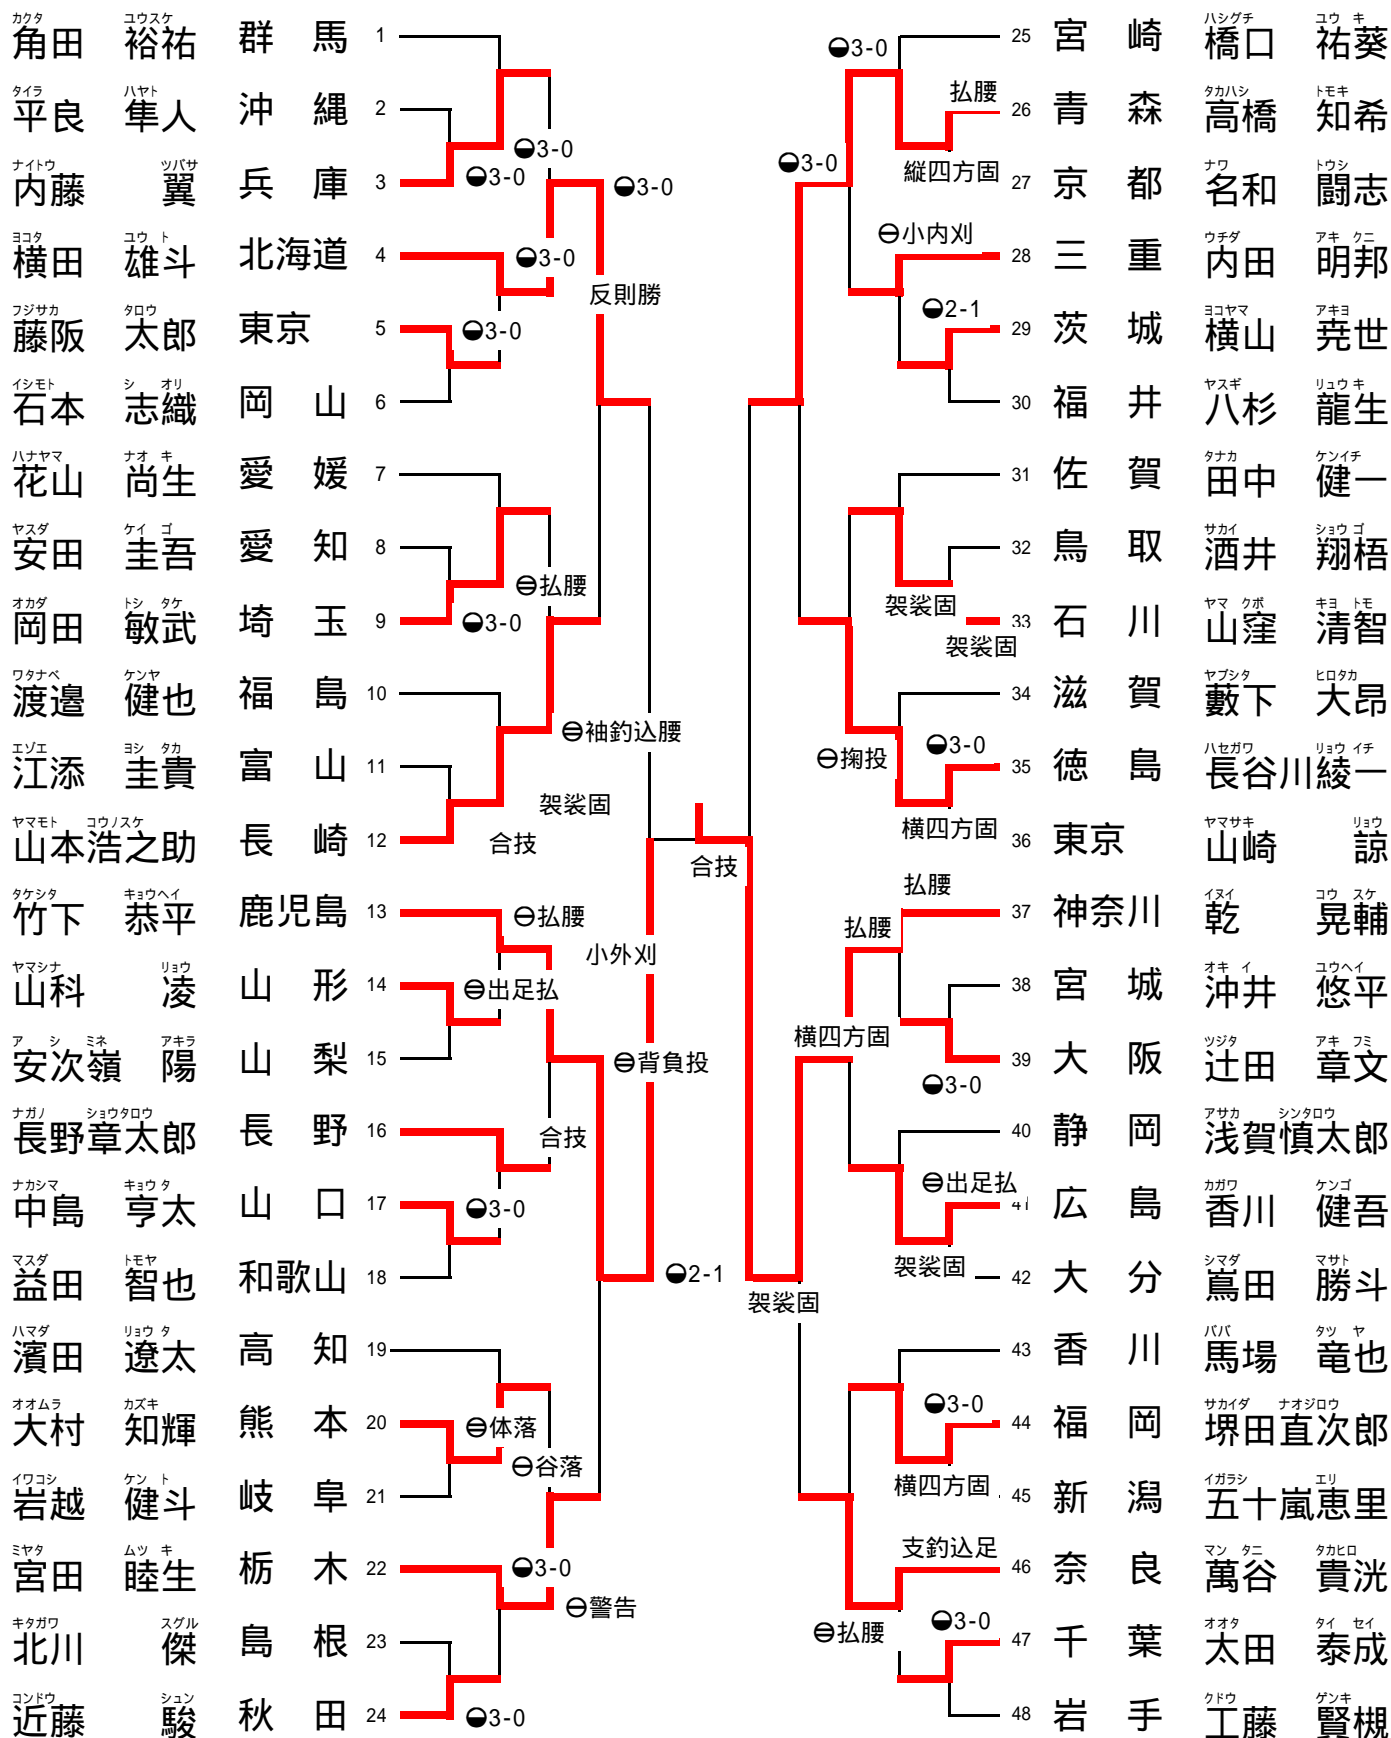 カクタ ユウスケ
角田 裕祐 群馬 1
タイラ ハヤト
平良 隼人 沖縄 2
ナイトウ ツバサ
内藤 翼 兵庫 3
ヨコタ ユウ ト
横田 雄斗 北海道 4
フジサカ タロウ
藤阪 太郎 東京 5
イシモト シ オリ
石本 志織 岡山 6
ハナヤマ ナオ キ
花山 尚生 愛媛 7
ヤスダ ケイ ゴ
安田 圭吾 愛知 8
オカダ トシ タケ
岡田 敏武 埼玉 9
ワタナベ ケンヤ
渡邉 健也 福島 10
エゾエ ヨシ タカ
江添 圭貴 富山 11
ヤマモト コウノスケ
山本浩之助 長崎 12
タケシタ キョウヘイ
竹下 恭平 鹿児島 13
ヤマシナ リョウ
山科 凌 山形 14
ア シ ミネ アキラ
安次嶺 陽 山梨 15
ナガノ ショウタロウ
長野章太郎 長野 16
ナカシマ キョウ タ
中島 亨太 山口 17
マスダ トモヤ
益田 智也 和歌山 18
ハマダ リョウ タ
濱田 遼太 高知 19
オオムラ カズキ
大村 知輝 熊本 20
イワコシ ケン ト
岩越 健斗 岐阜 21
ミヤタ ムツ キ
宮田 睦生 栃木 22
キタガワ スグル
北川 傑 島根 23
コンドウ シュン
近藤 駿 秋田 24
3-0
3-0
3-0
3-0
反則勝
3-0
払腰
3-0
袖釣込腰
袈裟固
合技
払腰
小外刈
出足払
背負投
合技
3-0
2-1
体落
谷落
3-0
警告
3-0
合技
3-0
払腰
3-0
縦四方固
小内刈
2-1
袈裟固
袈裟固
3-0
掬投
横四方固
払腰
払腰
横四方固
3-0
出足払
袈裟固
袈裟固
3-0
横四方固
支釣込足
3-0
払腰
ハシグチ ユウ キ
25 宮崎 橋口 祐葵
タカハシ トモキ
26 青森 高橋 知希
ナワ トウシ
27 京都 名和 闘志
ウチダ アキ クニ
28 三重 内田 明邦
ヨコヤマ アキヨ
29 茨城 横山 尭世
ヤスギ リュウ キ
30 福井 八杉 龍生
タナカ ケンイチ
31 佐賀 田中 健一
サカイ ショウ ゴ
32 鳥取 酒井 翔梧
ヤマ クボ キヨ トモ
33 石川 山窪 清智
ヤブシタ ヒロタカ
34 滋賀 藪下 大昂
ハセガワ リョウ イチ
35 徳島 長谷川綾一
ヤマサキ リョウ
36 東京 山崎 諒
イヌイ コウ スケ
37 神奈川 乾 晃輔
オキ イ ユウヘイ
38 宮城 沖井 悠平
ツジタ アキ フミ
39 大阪 辻田 章文
アサカ シンタロウ
40 静岡 浅賀慎太郎
カガワ ケンゴ
41 広島 香川 健吾
シマダ マサト
42 大分 嶌田 勝斗
ババ タツ ヤ
43 香川 馬場 竜也
サカイダ ナオジロウ
44 福岡 堺田直次郎
イガラシ エリ
45 新潟 五十嵐恵里
マン タニ タカヒロ
46 奈良 萬谷 貴洸
オオタ タイ セイ
47 千葉 太田 泰成
クドウ ゲンキ
48 岩手 工藤 賢槻